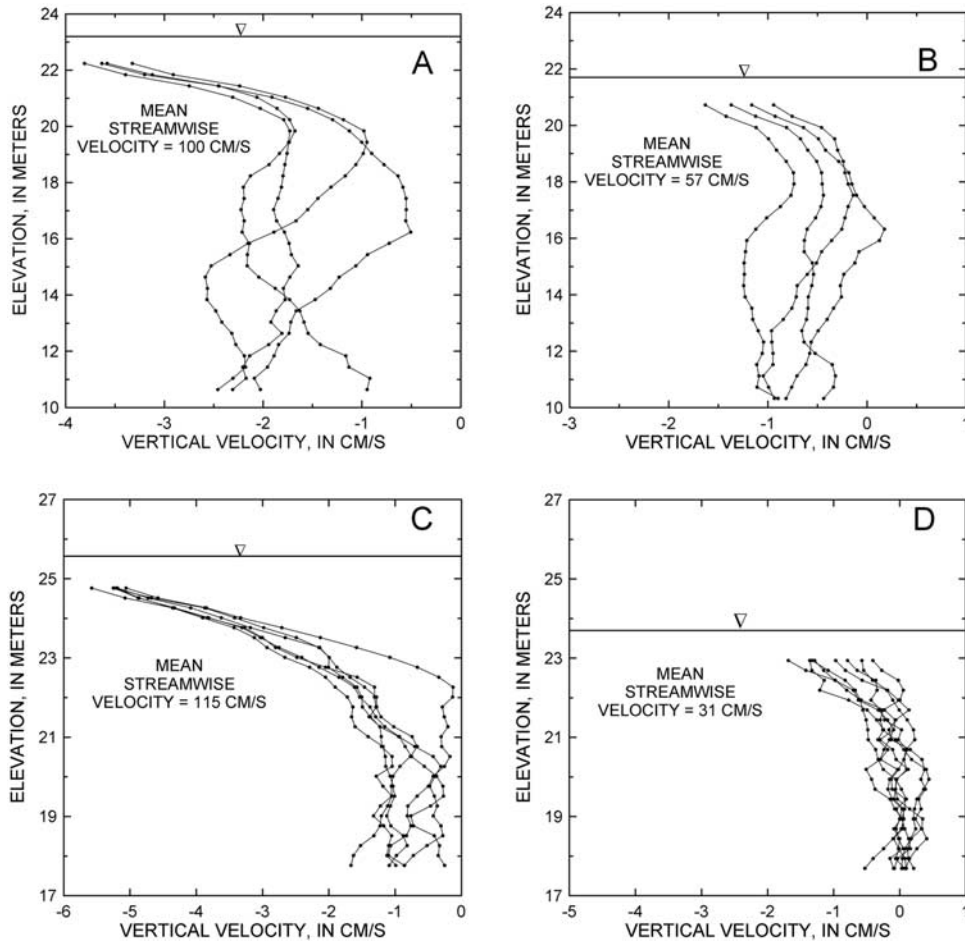 A
MEAN
STREAMWISE
VELOCITY = 100 CM/S
ELEVATION, IN METERS
24
22
20
18
16
14
12
10
-4
-3
-2
-1
0
VERTICAL VELOCITY, IN CM/S
B
MEAN
STREAMWISE
VELOCITY = 57 CM/S
ELEVATION, IN METERS
24
22
20
18
16
14
12
10
-3
-2
-1
0
1
VERTICAL VELOCITY, IN CM/S
C
MEAN
STREAMWISE
VELOCITY = 115 CM/S
ELEVATION, IN METERS
27
25
23
21
19
17
-6
-5
-4
-3
-2
-1
0
VERTICAL VELOCITY, IN CM/S
D
MEAN
STREAMWISE
VELOCITY = 31 CM/S
ELEVATION, IN METERS
27
25
23
21
19
17
-5
-4
-3
-2
-1
0
1
VERTICAL VELOCITY, IN CM/S